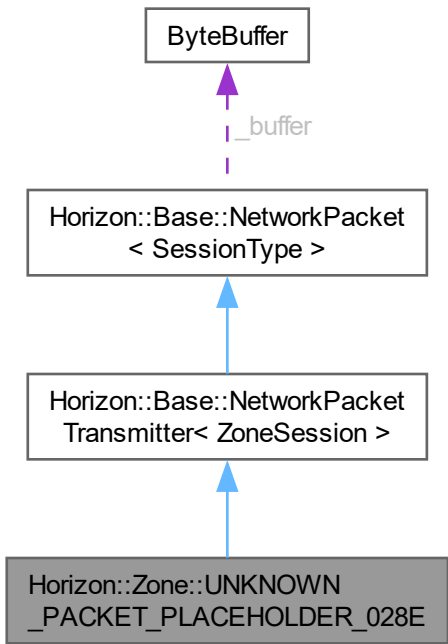 ByteBuffer
_buffer
Horizon::Base::NetworkPacket
< SessionType >
Horizon::Base::NetworkPacket
Transmitter< ZoneSession >
Horizon::Zone::UNKNOWN
_PACKET_PLACEHOLDER_028E